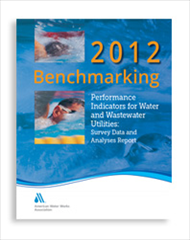 2012
Benchmarking
Performance
Indicators for Water
and Wastewater
Utilities:
Survey Data and
Analyses Report
American Water Works
Association